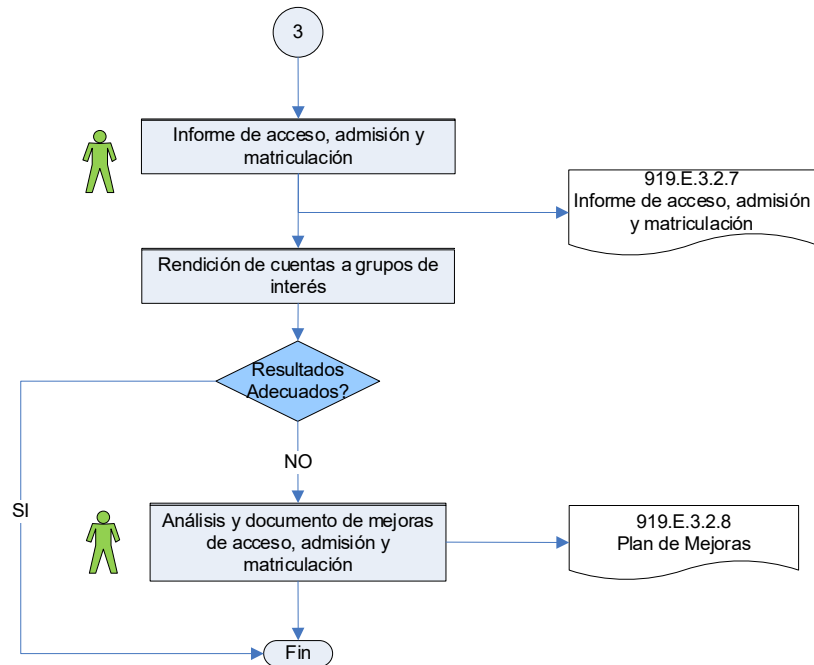 3
Informe de acceso, admisión y
matriculación
919.E.3.2.7
Informe de acceso, admisión
y matriculación
Rendición de cuentas a grupos de
interés
Resultados
Adecuados?
NO
SI
Análisis y documento de mejoras
de acceso, admisión y
matriculación
919.E.3.2.8
Plan de Mejoras
Fin